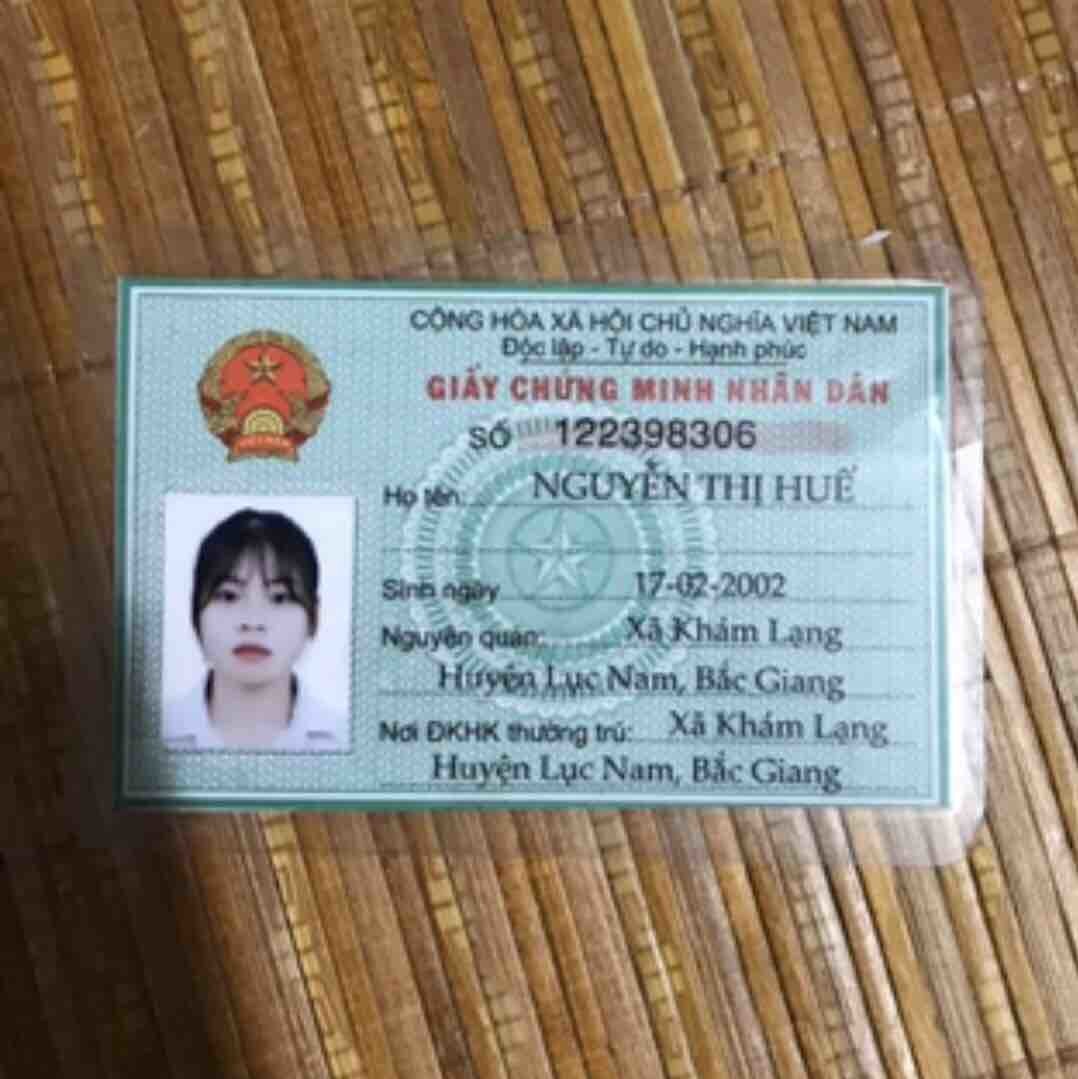 CỘNG HÒA XÃ HỘI CHỦ NGHĨA VIỆT NAM
Độc lập - Tự do - Hạnh phúc
GIẤY CHỨNG MINH NHÂN DÂN
SỐ 122398306
Họ tên: NGUYỄN THỊ HUẾ
Sinh ngày 17-02-2002
Nguyên quán: Xã Khám Lạng
Huyện Lục Nam, Bắc Giang
Nơi ĐKHK thường trú: Xã Khám Lạng
Huyện Lục Nam, Bắc Giang